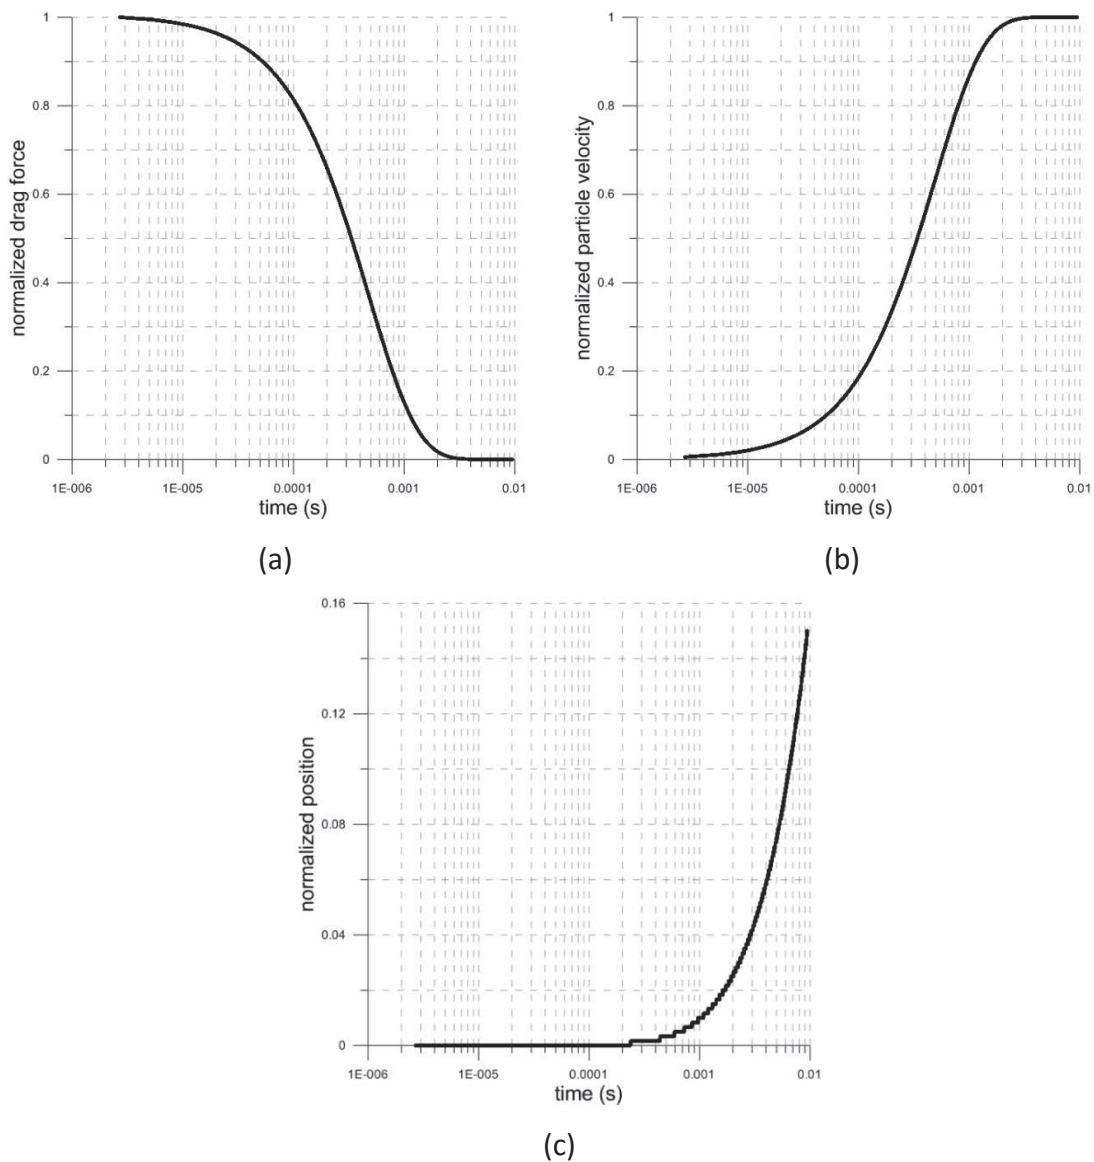 1
0.8
0.6
0.4
0.2
0
normalized drag force
1E-006 1E-005 0.0001 0.001 0.01
time (s)
(a)
1
0.8
0.6
0.4
0.2
0
normalized particle velocity
1E-006 1E-005 0.0001 0.001 0.01
time (s)
(b)
0.16
0.12
0.08
0.04
0
normalized position
1E-006 1E-005 0.0001 0.001 0.01
time (s)
(c)